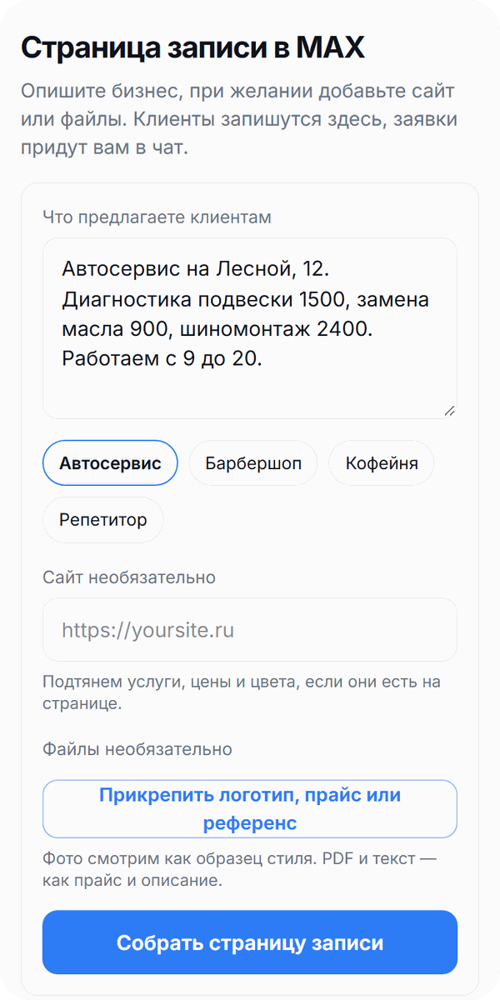 Страница записи в MAX
Опишите бизнес, при желании добавьте сайт
или файлы. Клиенты запишутся здесь, заявки
придут вам в чат.
Что предлагаете клиентам
Автосервис на Лесной, 12.
Диагностика подвески 1500, замена
масла 900, шиномонтаж 2400.
Работаем с 9 до 20.
Автосервис
Барбершоп
Кофейня
Репетитор
Сайт необязательно
https://yoursite.ru
Подтянем услуги, цены и цвета, если они есть на
странице.
Файлы необязательно
Прикрепить логотип, прайс или
референс
Фото смотрим как образец стиля. PDF и текст —
как прайс и описание.
Собрать страницу записи